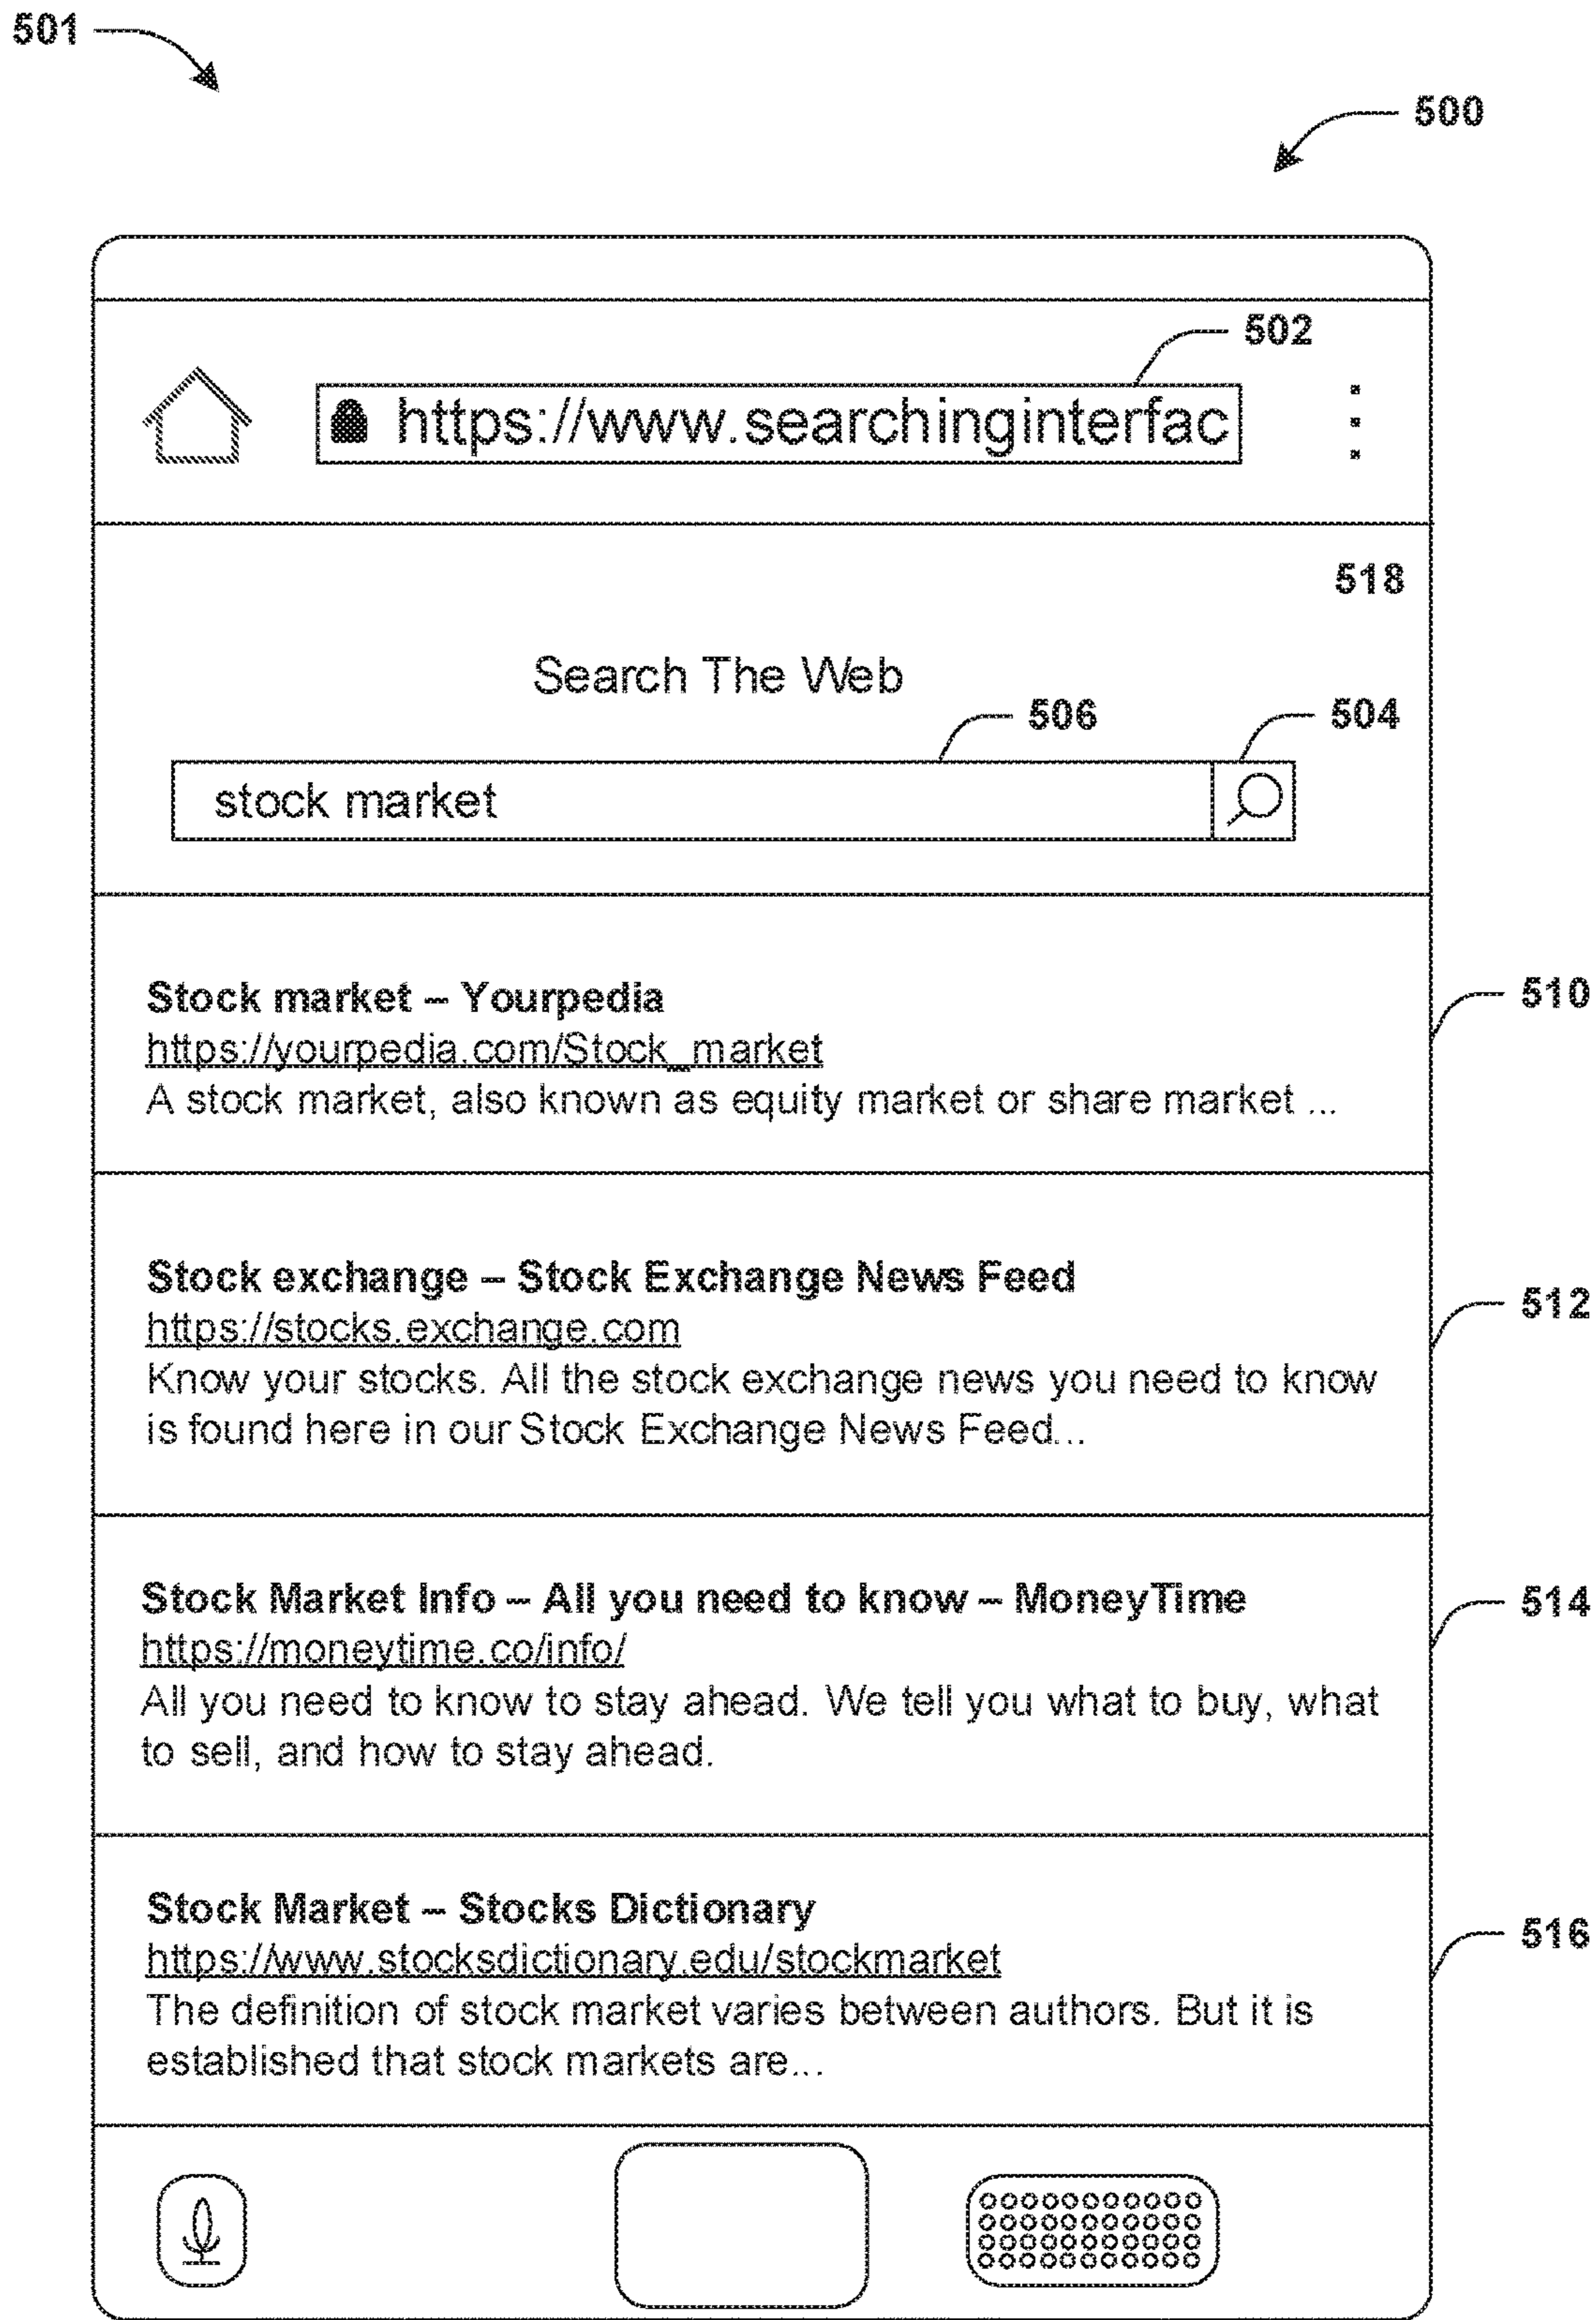 501
500
502
https://www.searchinginterfac
518
Search The Web
506
504
stock market
Stock market – Yourpedia
510
https://yourpedia.com/Stock_market
A stock market, also known as equity market or share market ...
Stock exchange – Stock Exchange News Feed
512
https://stocks.exchange.com
Know your stocks. All the stock exchange news you need to know
is found here in our Stock Exchange News Feed...
Stock Market Info – All you need to know – MoneyTime
514
https://moneytime.co/info/
All you need to know to stay ahead. We tell you what to buy, what
to sell, and how to stay ahead.
Stock Market – Stocks Dictionary
516
https://www.stocksdictionary.edu/stockmarket
The definition of stock market varies between authors. But it is
established that stock markets are...